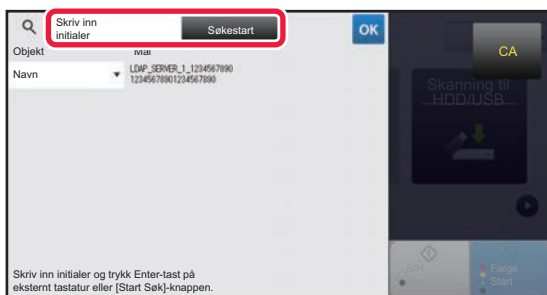 Skriv inn
initialer
Søkestart
OK
CA
Objekt
Mål
Navn
LDAP_SERVER_1_1234567890
12345678901234567890
Skanning til
HDD/USB
Skriv inn initialer og trykk Enter-tast på
eksternt tastatur eller [Start Søk]-knappen.
Farge
Start